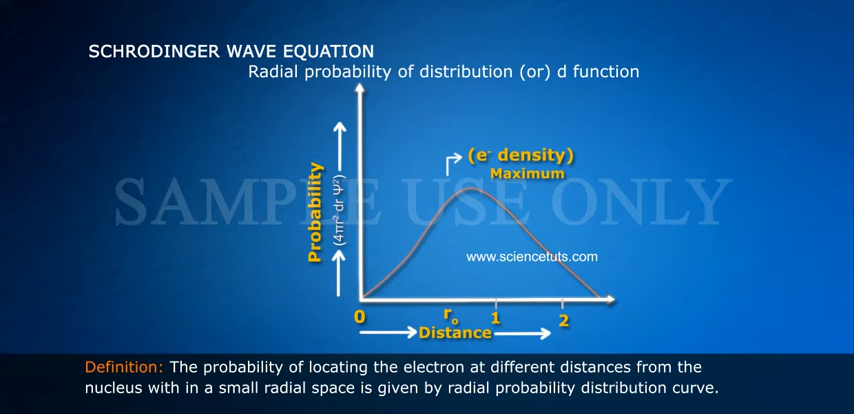 SCHRODINGER WAVE EQUATION
Radial probability of distribution (or) d function
(e⁻ density)
Maximum
Probability
(4πr² dr Ψ²)
SAMPLE USE ONLY
www.sciencetuts.com
0 r₀ 1 2
Distance
Definition: The probability of locating the electron at different distances from the
nucleus with in a small radial space is given by radial probability distribution curve.